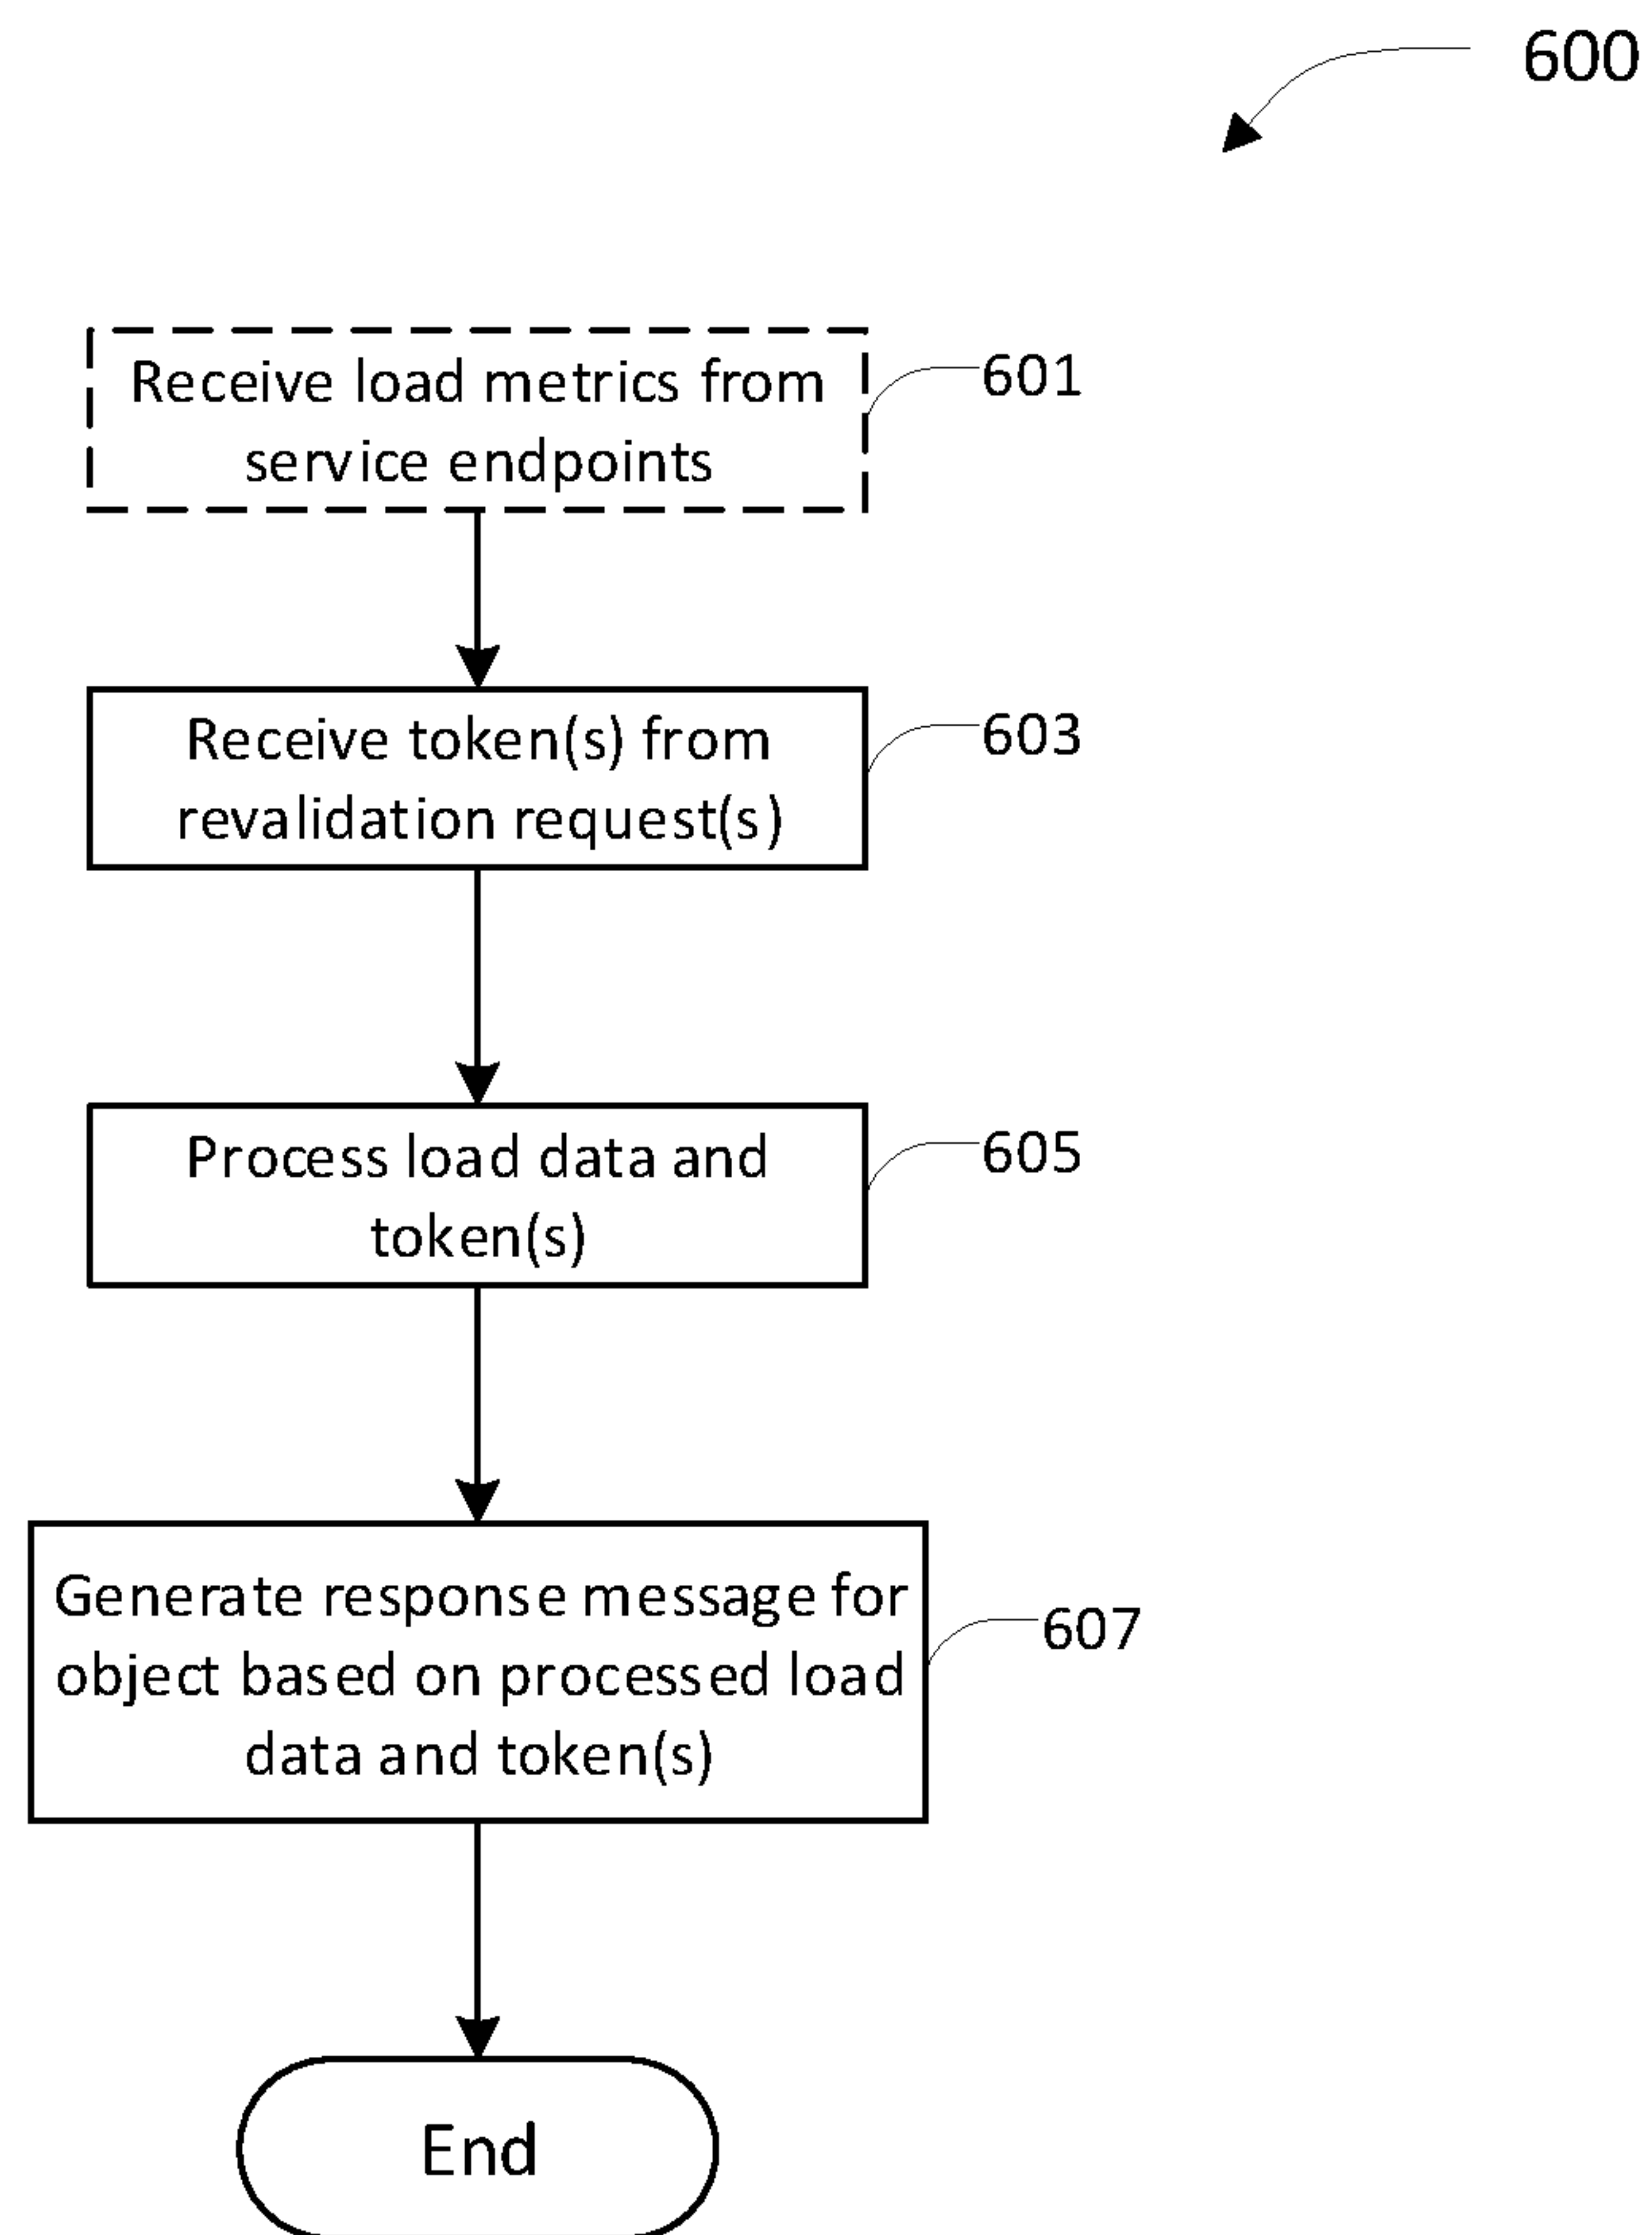 600
Receive load metrics from
service endpoints
601
Receive token(s) from
revalidation request(s)
603
Process load data and
token(s)
605
Generate response message for
object based on processed load
data and token(s)
607
End